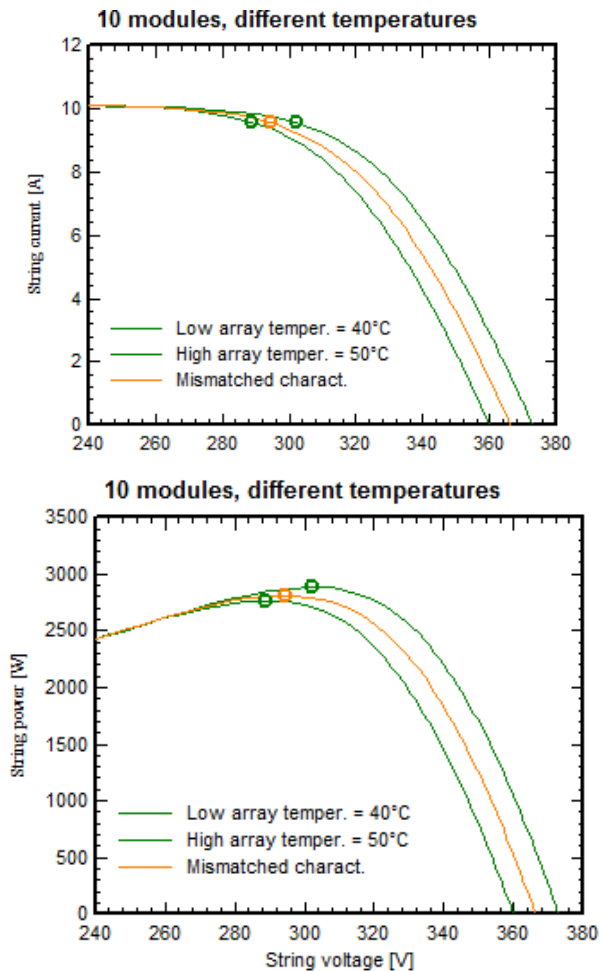 10 modules, different temperatures
12
10
8
6
4
2
0
String current. [A]
Low array temper. = 40°C
High array temper. = 50°C
Mismatched charact.
240 260 280 300 320 340 360 380
10 modules, different temperatures
3500
3000
2500
2000
1500
1000
500
0
String power [W]
Low array temper. = 40°C
High array temper. = 50°C
Mismatched charact.
240 260 280 300 320 340 360 380
String voltage [V]